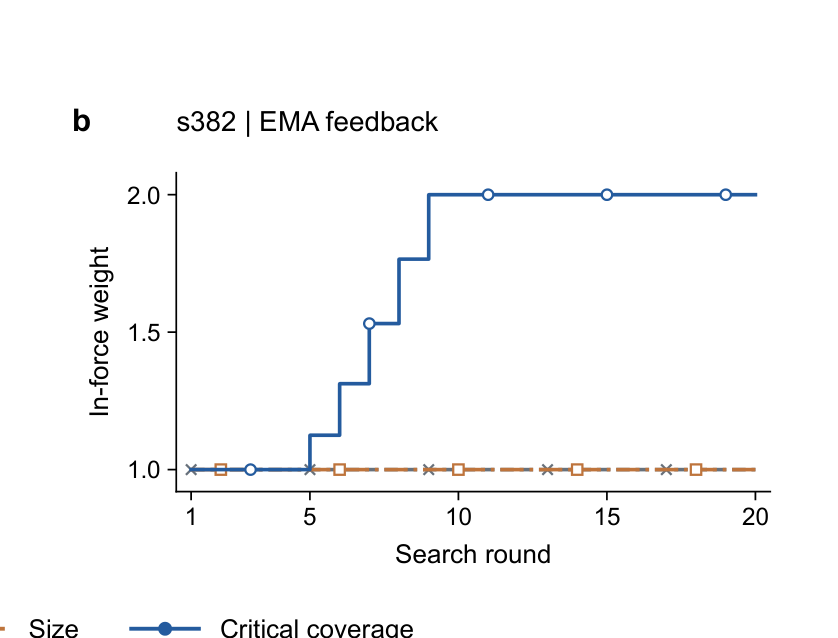 b s382 | EMA feedback
2.0
1.5
1.0
In-force weight
1 5 10 15 20
Search round
Size Critical coverage